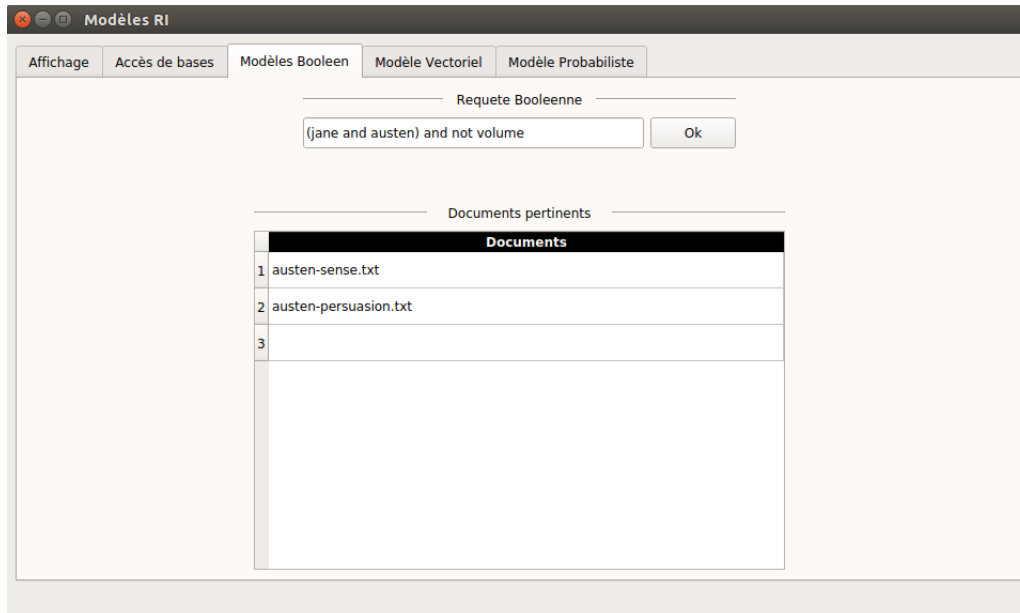 Modèles RI
Affichage Accès de bases Modèles Booleen Modèle Vectoriel Modèle Probabiliste
Requete Booleenne
(jane and austen) and not volume Ok
Documents pertinents
Documents
1 austen-sense.txt
2 austen-persuasion.txt
3